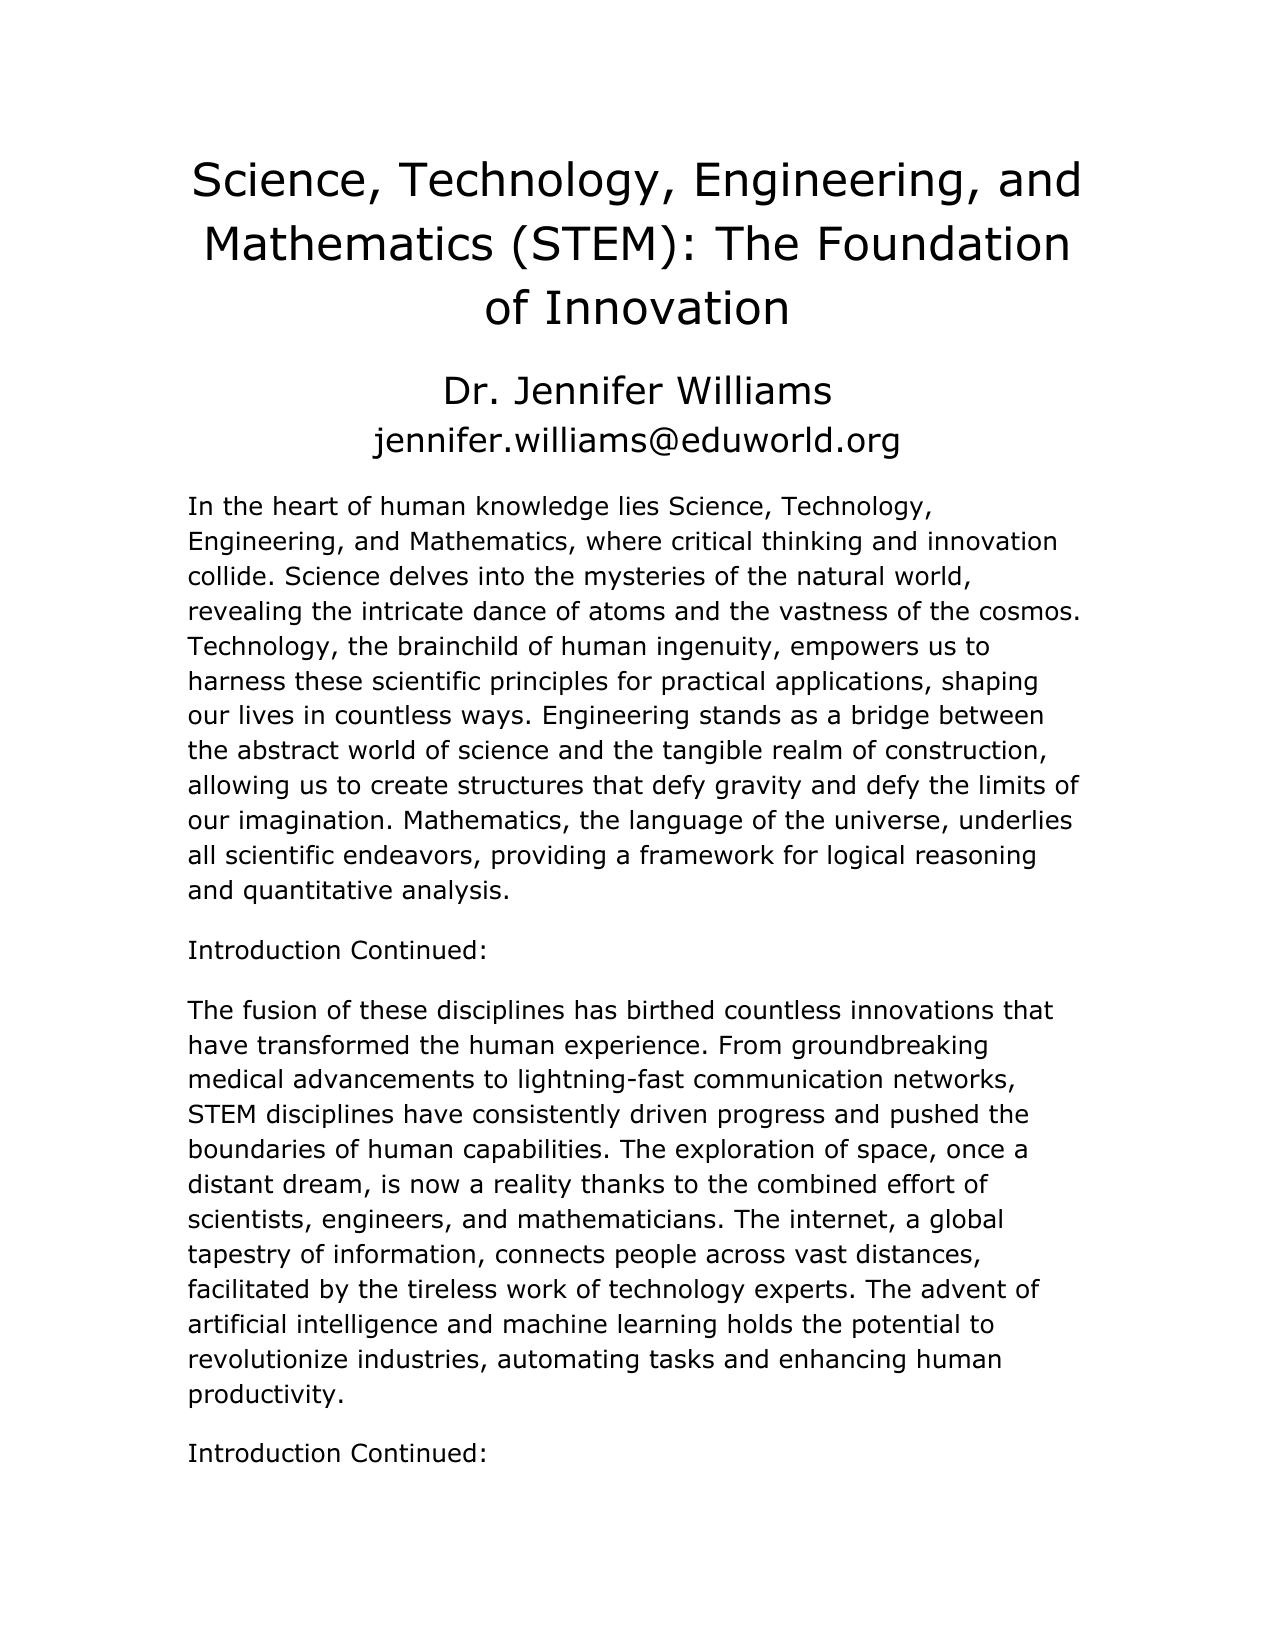 Science, Technology, Engineering, and
Mathematics (STEM): The Foundation
of Innovation
Dr. Jennifer Williams
jennifer.williams@eduworld.org
In the heart of human knowledge lies Science, Technology,
Engineering, and Mathematics, where critical thinking and innovation
collide. Science delves into the mysteries of the natural world,
revealing the intricate dance of atoms and the vastness of the cosmos.
Technology, the brainchild of human ingenuity, empowers us to
harness these scientific principles for practical applications, shaping
our lives in countless ways. Engineering stands as a bridge between
the abstract world of science and the tangible realm of construction,
allowing us to create structures that defy gravity and defy the limits of
our imagination. Mathematics, the language of the universe, underlies
all scientific endeavors, providing a framework for logical reasoning
and quantitative analysis.
Introduction Continued:
The fusion of these disciplines has birthed countless innovations that
have transformed the human experience. From groundbreaking
medical advancements to lightning-fast communication networks,
STEM disciplines have consistently driven progress and pushed the
boundaries of human capabilities. The exploration of space, once a
distant dream, is now a reality thanks to the combined effort of
scientists, engineers, and mathematicians. The internet, a global
tapestry of information, connects people across vast distances,
facilitated by the tireless work of technology experts. The advent of
artificial intelligence and machine learning holds the potential to
revolutionize industries, automating tasks and enhancing human
productivity.
Introduction Continued: